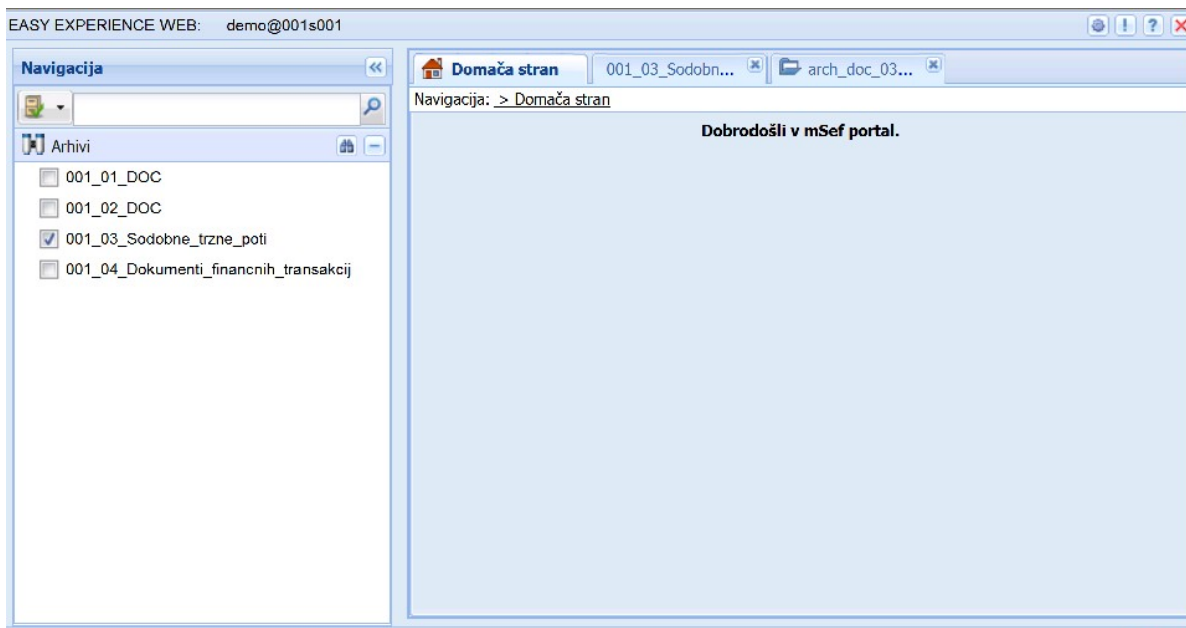 EASY EXPERIENCE WEB: demo@001s001
Navigacija
Arhivi
001_01_DOC
001_02_DOC
001_03_Sodobne_trzne_poti
001_04_Dokumenti_financnih_transakcij
Domača stran 001_03_Sodobn... arch_doc_03...
Navigacija: > Domača stran
Dobrodošli v mSef portal.